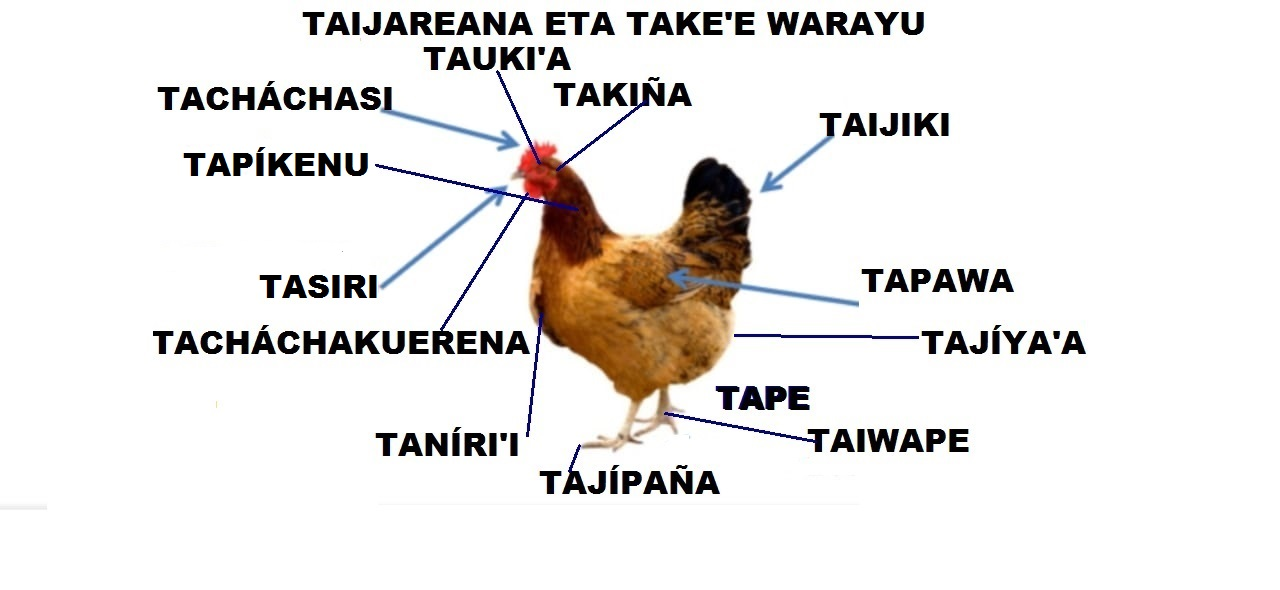 TAIJAREANA ETA TAKE'E WARAYU
TAUKI'A
TAKIÑA
TACHÁCHASI
TAIJIKI
TAPÍKENU
TASIRI
TAPAWA
TACHÁCHAKUERENA
TAJÍYA'A
TAPE
TANÍRI'I
TAIWAPE
TAJÍPAÑA